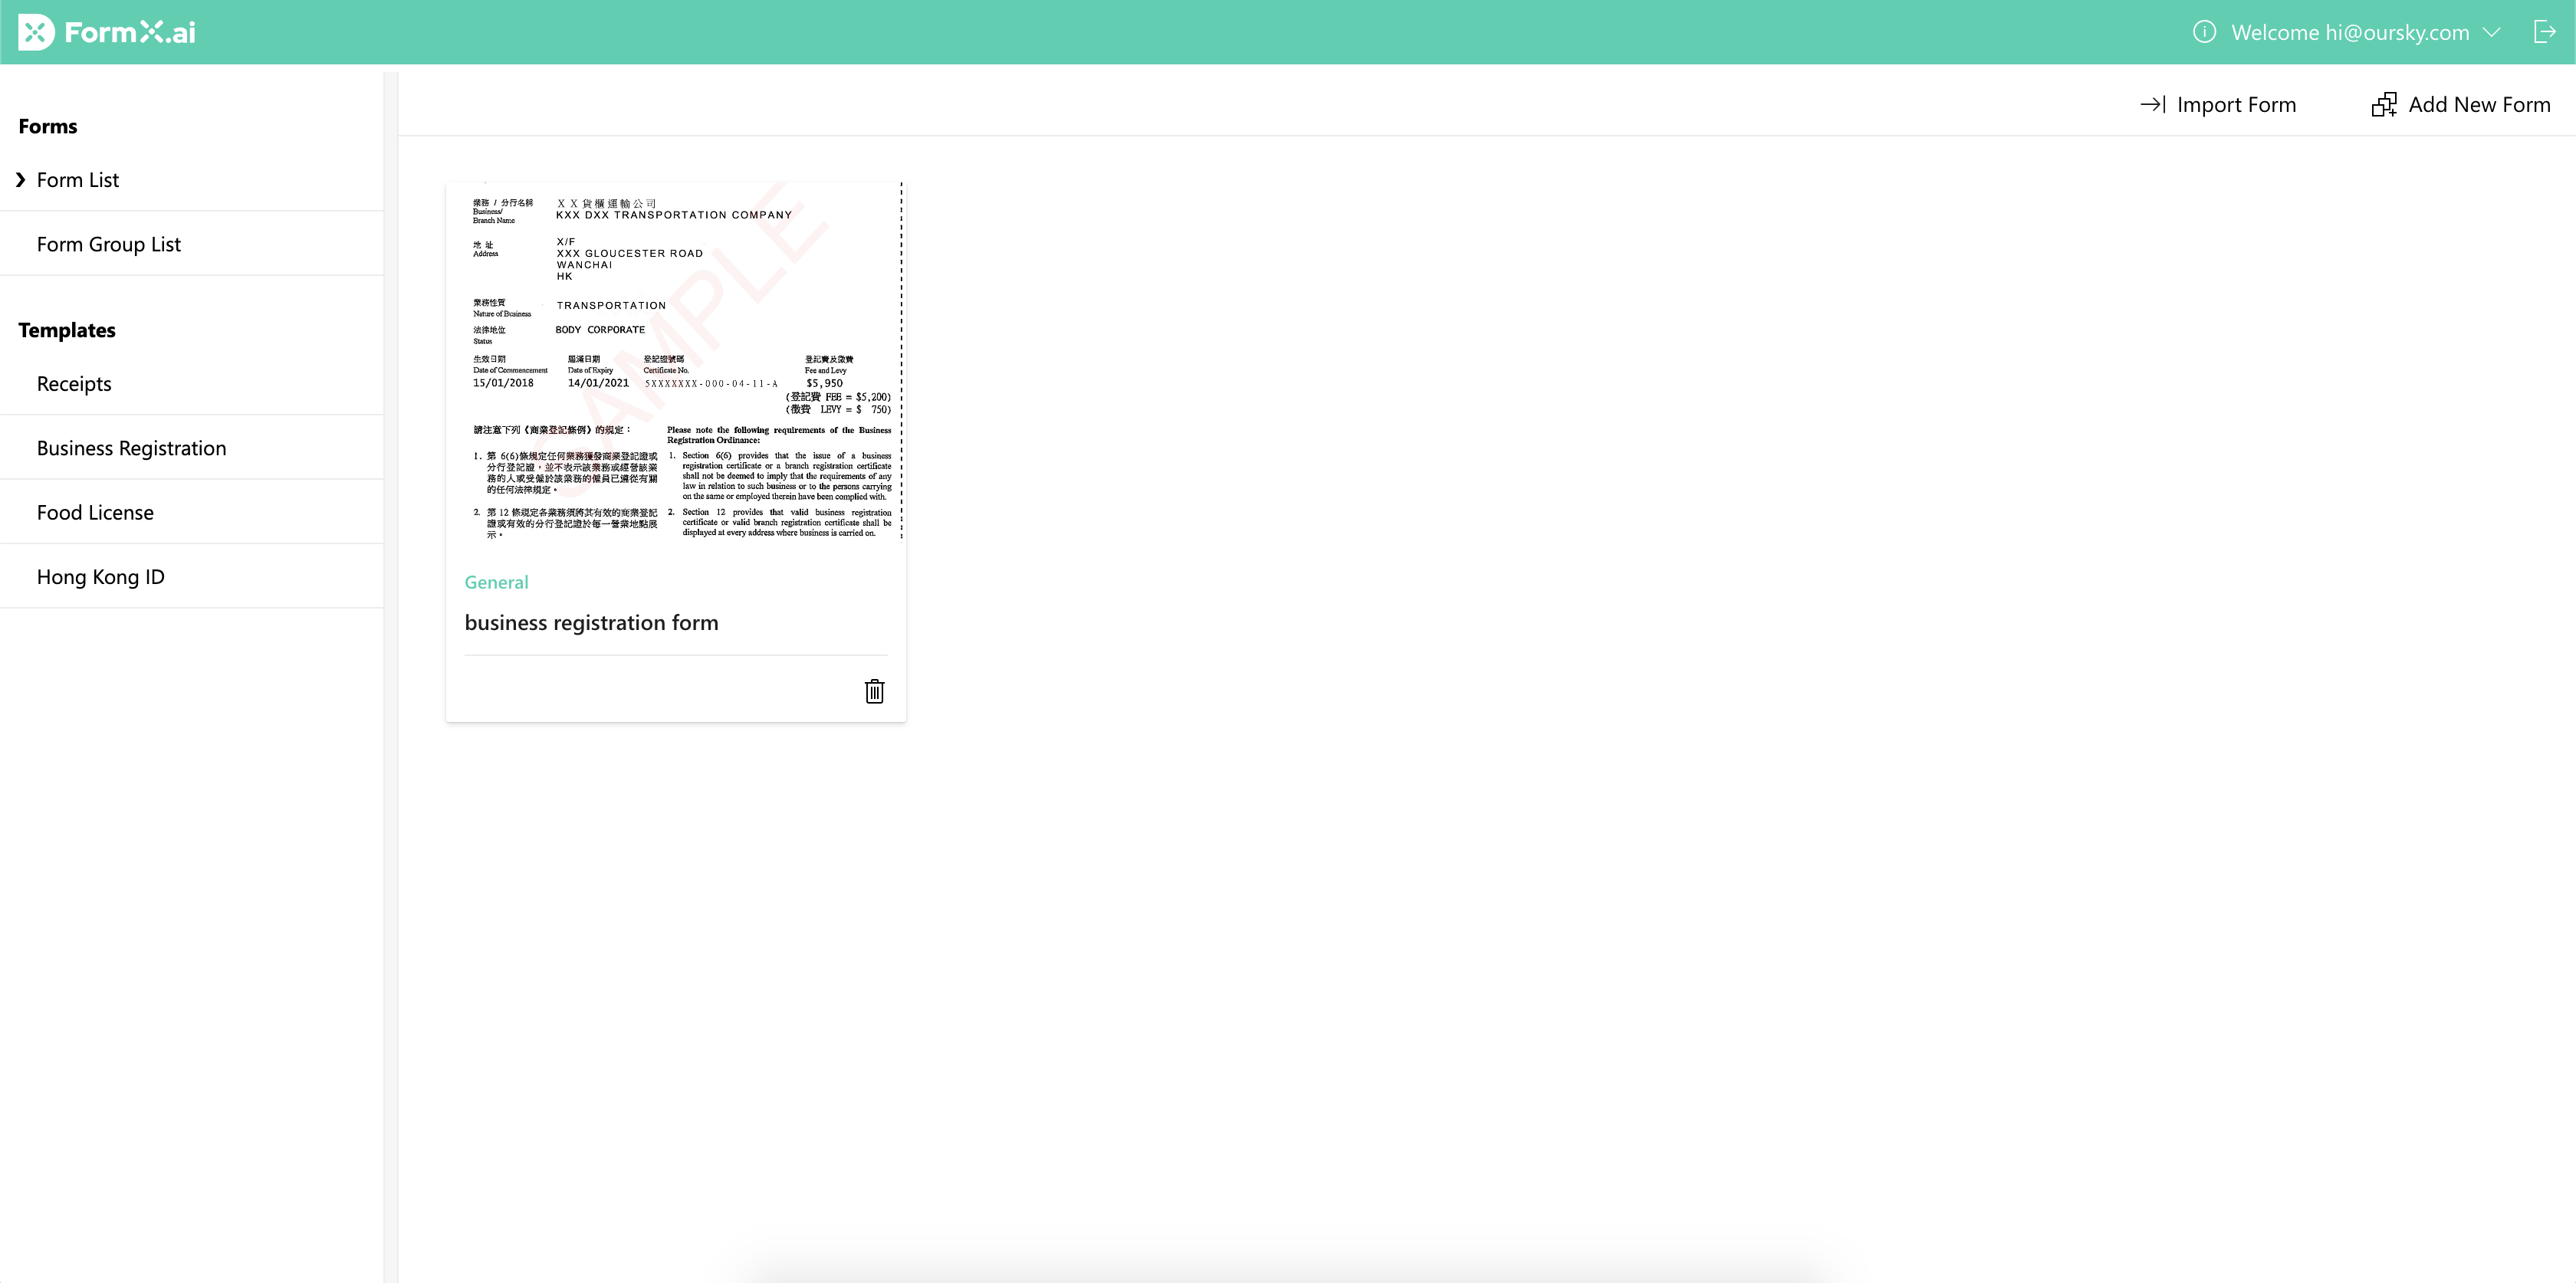 FormX.ai
Welcome hi@oursky.com
Import Form
Add New Form
Forms
Form List
Form Group List
Templates
Receipts
Business Registration
Food License
Hong Kong ID
SAMPLE
業務 / 分行名稱
Business/
Branch Name
X X 貨櫃運輸公司
KXX DXX TRANSPORTATION COMPANY
地 址
Address
X/F
XXX GLOUCESTER ROAD
WANCHAI
HK
業務性質
Nature of Business
TRANSPORTATION
法律地位
Status
BODY CORPORATE
生效日期
Date of Commencement
15/01/2018
屆滿日期
Date of Expiry
14/01/2021
登記證號碼
Certificate No.
5XXXXXXX-000-04-11-A
登記費及徵費
Fee and Levy
$5,950
(登記費 FEE = $5,200)
(徵費 LEVY = $ 750)
請注意下列《商業登記條例》的規定：
1. 第 6(6)條規定任何業務獲發商業登記證或
分行登記證，並不表示該業務或經營該業
務的人或受僱於該業務的僱員已遵從有關
的任何法律規定。
2. 第 12 條規定各業務須將其有效的商業登記
證或有效的分行登記證於每一營業地點展
示。
Please note the following requirements of the Business
Registration Ordinance:
1. Section 6(6) provides that the issue of a business
registration certificate or a branch registration certificate
shall not be deemed to imply that the requirements of any
law in relation to such business or to the persons carrying
on the same or employed therein have been complied with.
2. Section 12 provides that valid business registration
certificate or valid branch registration certificate shall be
displayed at every address where business is carried on.
General
business registration form